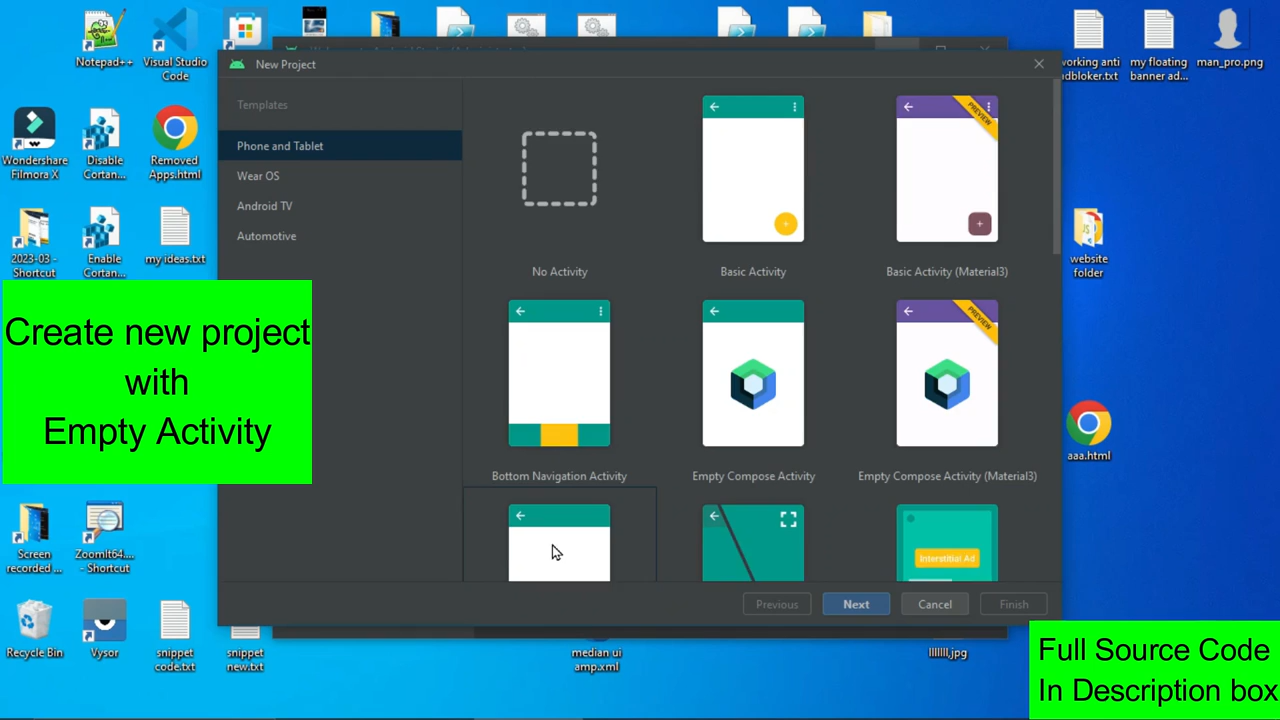 Notepad++
Visual Studio
Code
New Project
Templates
Phone and Tablet
Wear OS
Android TV
Automotive
No Activity
Basic Activity
PREVIEW
Basic Activity (Material3)
Bottom Navigation Activity
Empty Compose Activity
PREVIEW
Empty Compose Activity (Material3)
Interstitial Ad
Previous
Next
Cancel
Finish
Wondershare
Filmora X
Disable
Cortan...
Removed
Apps.html
2023-03 -
Shortcut
Enable
Cortan...
my ideas.txt
Create new project
with
Empty Activity
Screen
recorded ...
ZoomIt64....
- Shortcut
Recycle Bin
Vysor
snippet
code.txt
snippet
new.txt
median ui
amp.xml
working anti
adbloker.txt
my floating
banner ad...
man_pro.png
website
folder
aaa.html
Full Source Code
In Description box